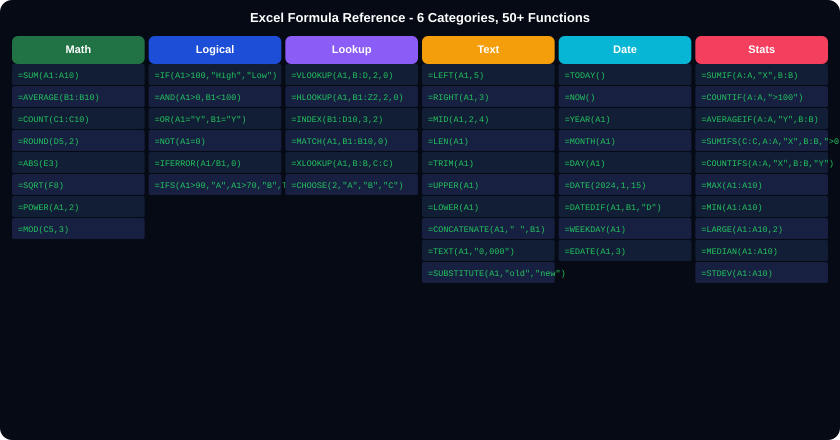 Excel Formula Reference - 6 Categories, 50+ Functions
Math
=SUM(A1:A10)
=AVERAGE(B1:B10)
=COUNT(C1:C10)
=ROUND(D5,2)
=ABS(E3)
=SQRT(F8)
=POWER(A1,2)
=MOD(C5,3)
Logical
=IF(A1>100,"High","Low")
=AND(A1>0,B1<100)
=OR(A1="Y",B1="Y")
=NOT(A1=0)
=IFERROR(A1/B1,0)
=IFS(A1>90,"A",A1>70,"B",
Lookup
=VLOOKUP(A1,B:D,2,0)
=HLOOKUP(A1,B1:Z2,2,0)
=INDEX(B1:D10,3,2)
=MATCH(A1,B1:B10,0)
=XLOOKUP(A1,B:B,C:C)
=CHOOSE(2,"A","B","C")
Text
=LEFT(A1,5)
=RIGHT(A1,3)
=MID(A1,2,4)
=LEN(A1)
=TRIM(A1)
=UPPER(A1)
=LOWER(A1)
=CONCATENATE(A1," ",B1)
=TEXT(A1,"0,000")
=SUBSTITUTE(A1,"old","new")
Date
=TODAY()
=NOW()
=YEAR(A1)
=MONTH(A1)
=DAY(A1)
=DATE(2024,1,15)
=DATEDIF(A1,B1,"D")
=WEEKDAY(A1)
=EDATE(A1,3)
Stats
=SUMIF(A:A,"X",B:B)
=COUNTIF(A:A,">100")
=AVERAGEIF(A:A,"Y",B:B)
=SUMIFS(C:C,A:A,"X",B:B,">0
=COUNTIFS(A:A,"X",B:B,"Y")
=MAX(A1:A10)
=MIN(A1:A10)
=LARGE(A1:A10,2)
=MEDIAN(A1:A10)
=STDEV(A1:A10)